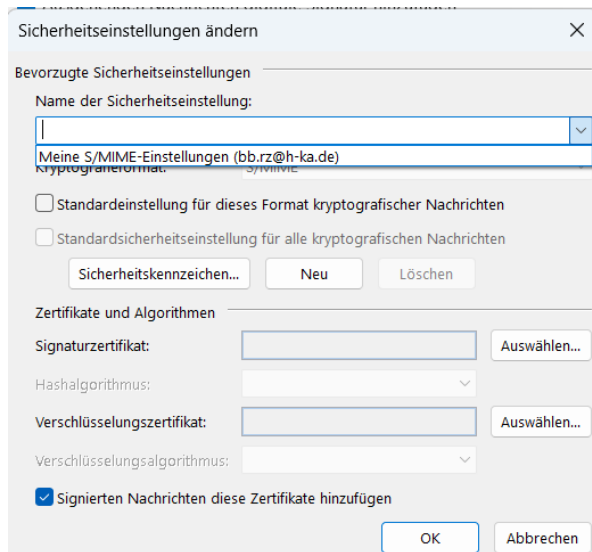 Sicherheitseinstellungen ändern
Bevorzugte Sicherheitseinstellungen
Name der Sicherheitseinstellung:
Meine S/MIME-Einstellungen (bb.rz@h-ka.de)
Kryptografieformat: S/MIME
Standardeinstellung für dieses Format kryptografischer Nachrichten
Standardsicherheitseinstellung für alle kryptografischen Nachrichten
Sicherheitskennzeichen... Neu Löschen
Zertifikate und Algorithmen
Signaturzertifikat: Auswählen...
Hashalgorithmus:
Verschlüsselungszertifikat: Auswählen...
Verschlüsselungsalgorithmus:
Signierten Nachrichten diese Zertifikate hinzufügen
OK Abbrechen